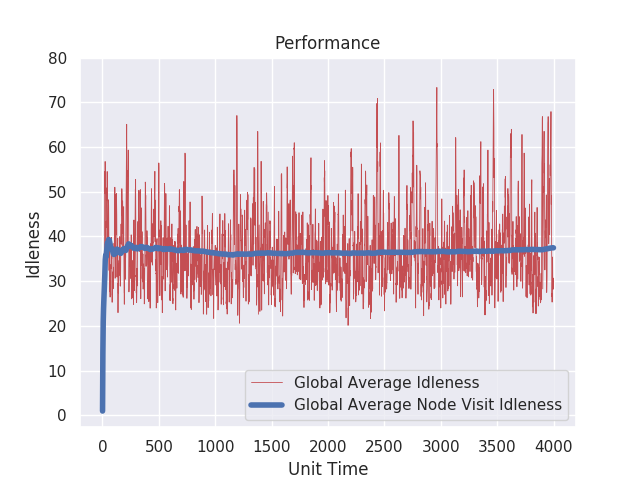 Performance
80
70
60
50
40
30
20
10
0
Idleness
Global Average Idleness
Global Average Node Visit Idleness
0 500 1000 1500 2000 2500 3000 3500 4000
Unit Time